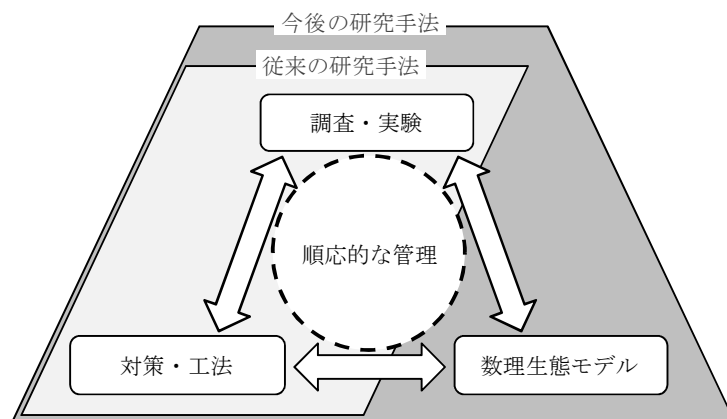 今後の研究手法
従来の研究手法
調査・実験
順応的な管理
対策・工法
数理生態モデル